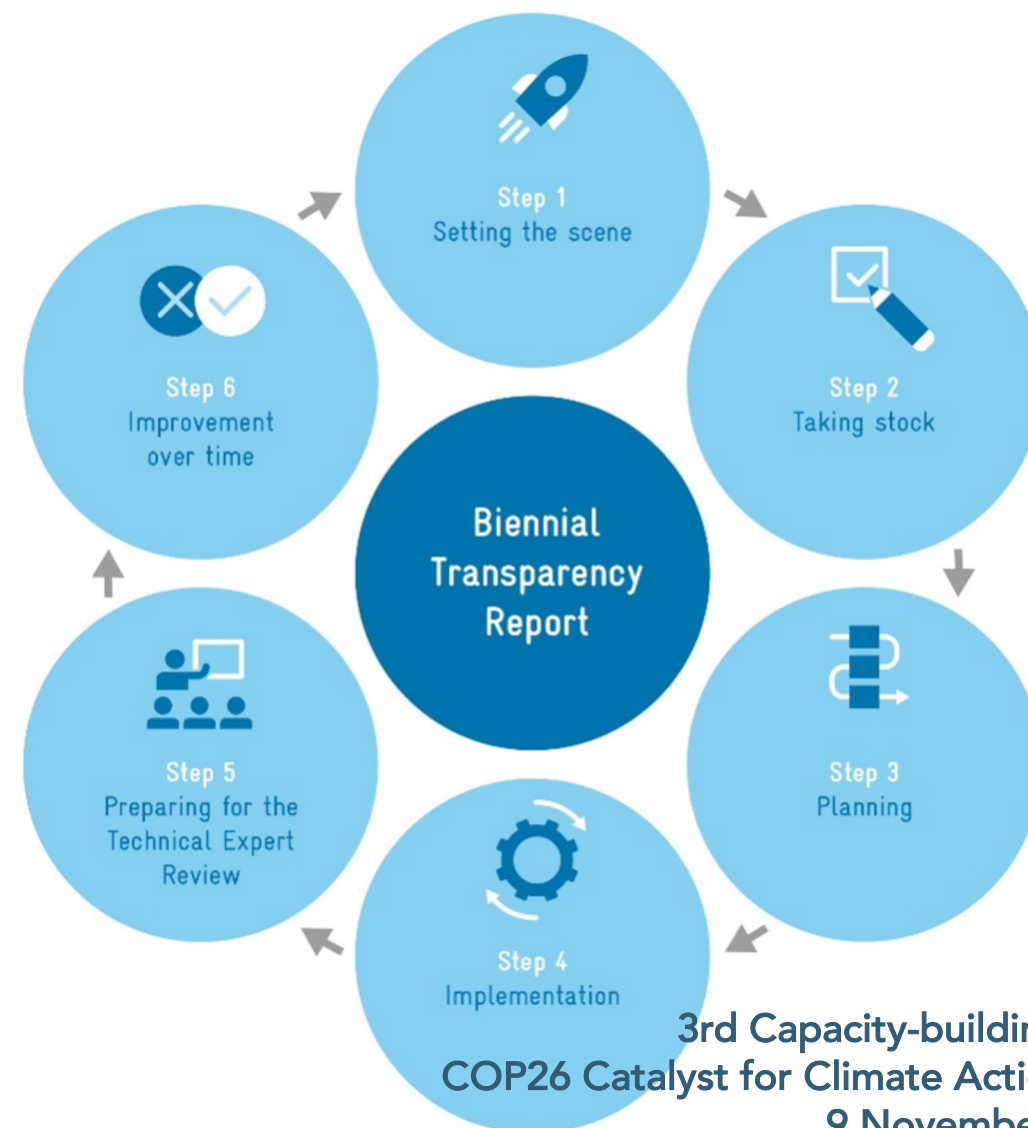 Step 1
Setting the scene
Step 2
Taking stock
Step 3
Planning
Step 4
Implementation
Step 5
Preparing for the
Technical Expert
Review
Step 6
Improvement
over time
Biennial
Transparency
Report
3rd Capacity-buildin
COP26 Catalyst for Climate Acti
9 Novembe